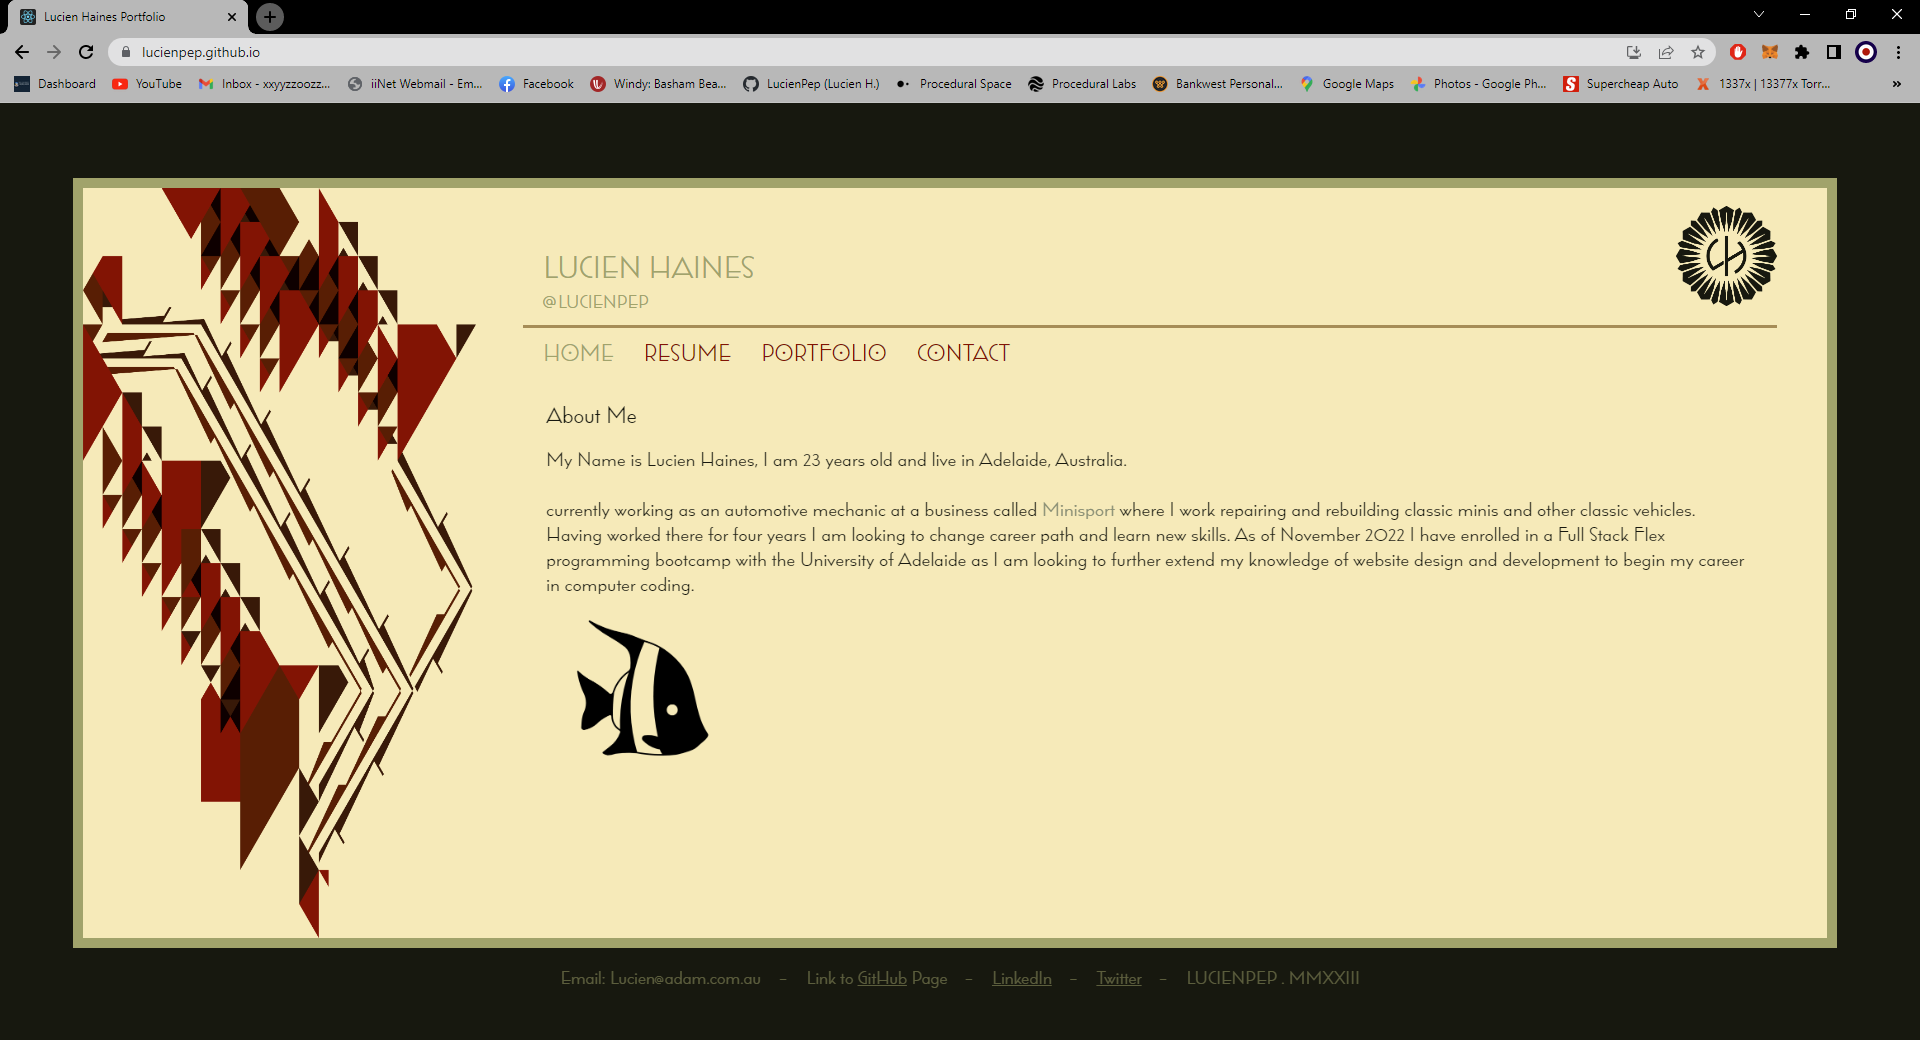 Lucien Haines Portfolio
lucienpep.github.io
Dashboard YouTube Inbox - xxyyzzoozz... iiNet Webmail - Em... Facebook Windy: Basham Bea... LucienPep (Lucien H.) Procedural Space Procedural Labs Bankwest Personal... Google Maps Photos - Google Ph... Supercheap Auto 1337x | 13377x Torr... »
LUCIEN HAINES
@LUCIENPEP
HOME RESUME PORTFOLIO CONTACT
About Me
My Name is Lucien Haines, I am 23 years old and live in Adelaide, Australia.
currently working as an automotive mechanic at a business called Minisport where I work repairing and rebuilding classic minis and other classic vehicles.
Having worked there for four years I am looking to change career path and learn new skills. As of November 2022 I have enrolled in a Full Stack Flex
programming bootcamp with the University of Adelaide as I am looking to further extend my knowledge of website design and development to begin my career
in computer coding.
Email: Lucien@adam.com.au - Link to GitHub Page - LinkedIn - Twitter - LUCIENPEP . MMXXIII